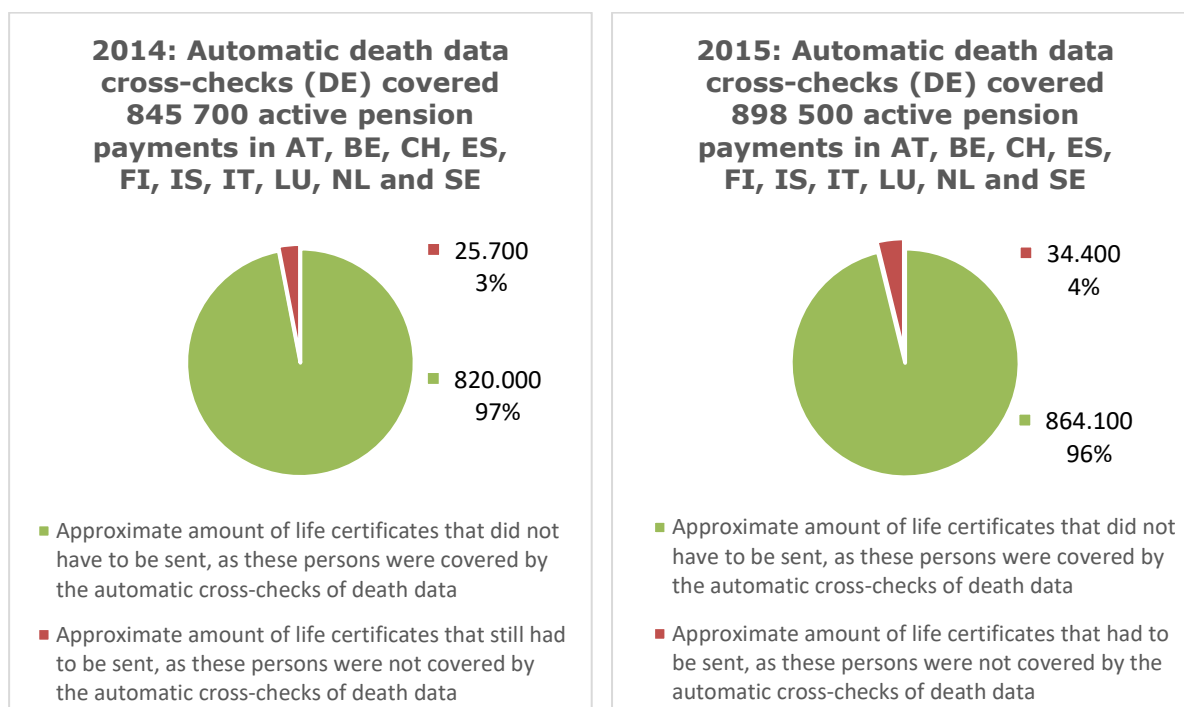 2014: Automatic death data
cross-checks (DE) covered
845 700 active pension
payments in AT, BE, CH, ES,
FI, IS, IT, LU, NL and SE
25.700
3%
820.000
97%
Approximate amount of life certificates that did not
have to be sent, as these persons were covered by
the automatic cross-checks of death data
Approximate amount of life certificates that still had
to be sent, as these persons were not covered by
the automatic cross-checks of death data
2015: Automatic death data
cross-checks (DE) covered
898 500 active pension
payments in AT, BE, CH, ES,
FI, IS, IT, LU, NL and SE
34.400
4%
864.100
96%
Approximate amount of life certificates that did not
have to be sent, as these persons were covered by
the automatic cross-checks of death data
Approximate amount of life certificates that had to
be sent, as these persons were not covered by the
automatic cross-checks of death data